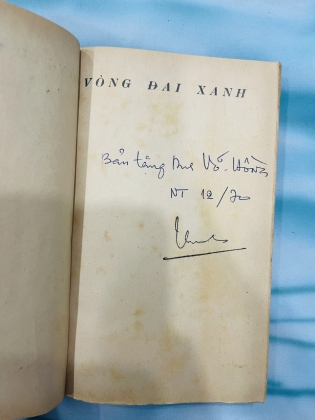 VÒNG ĐAI XANH
Bản tặng Anh Võ-Hồng
NT 12/70